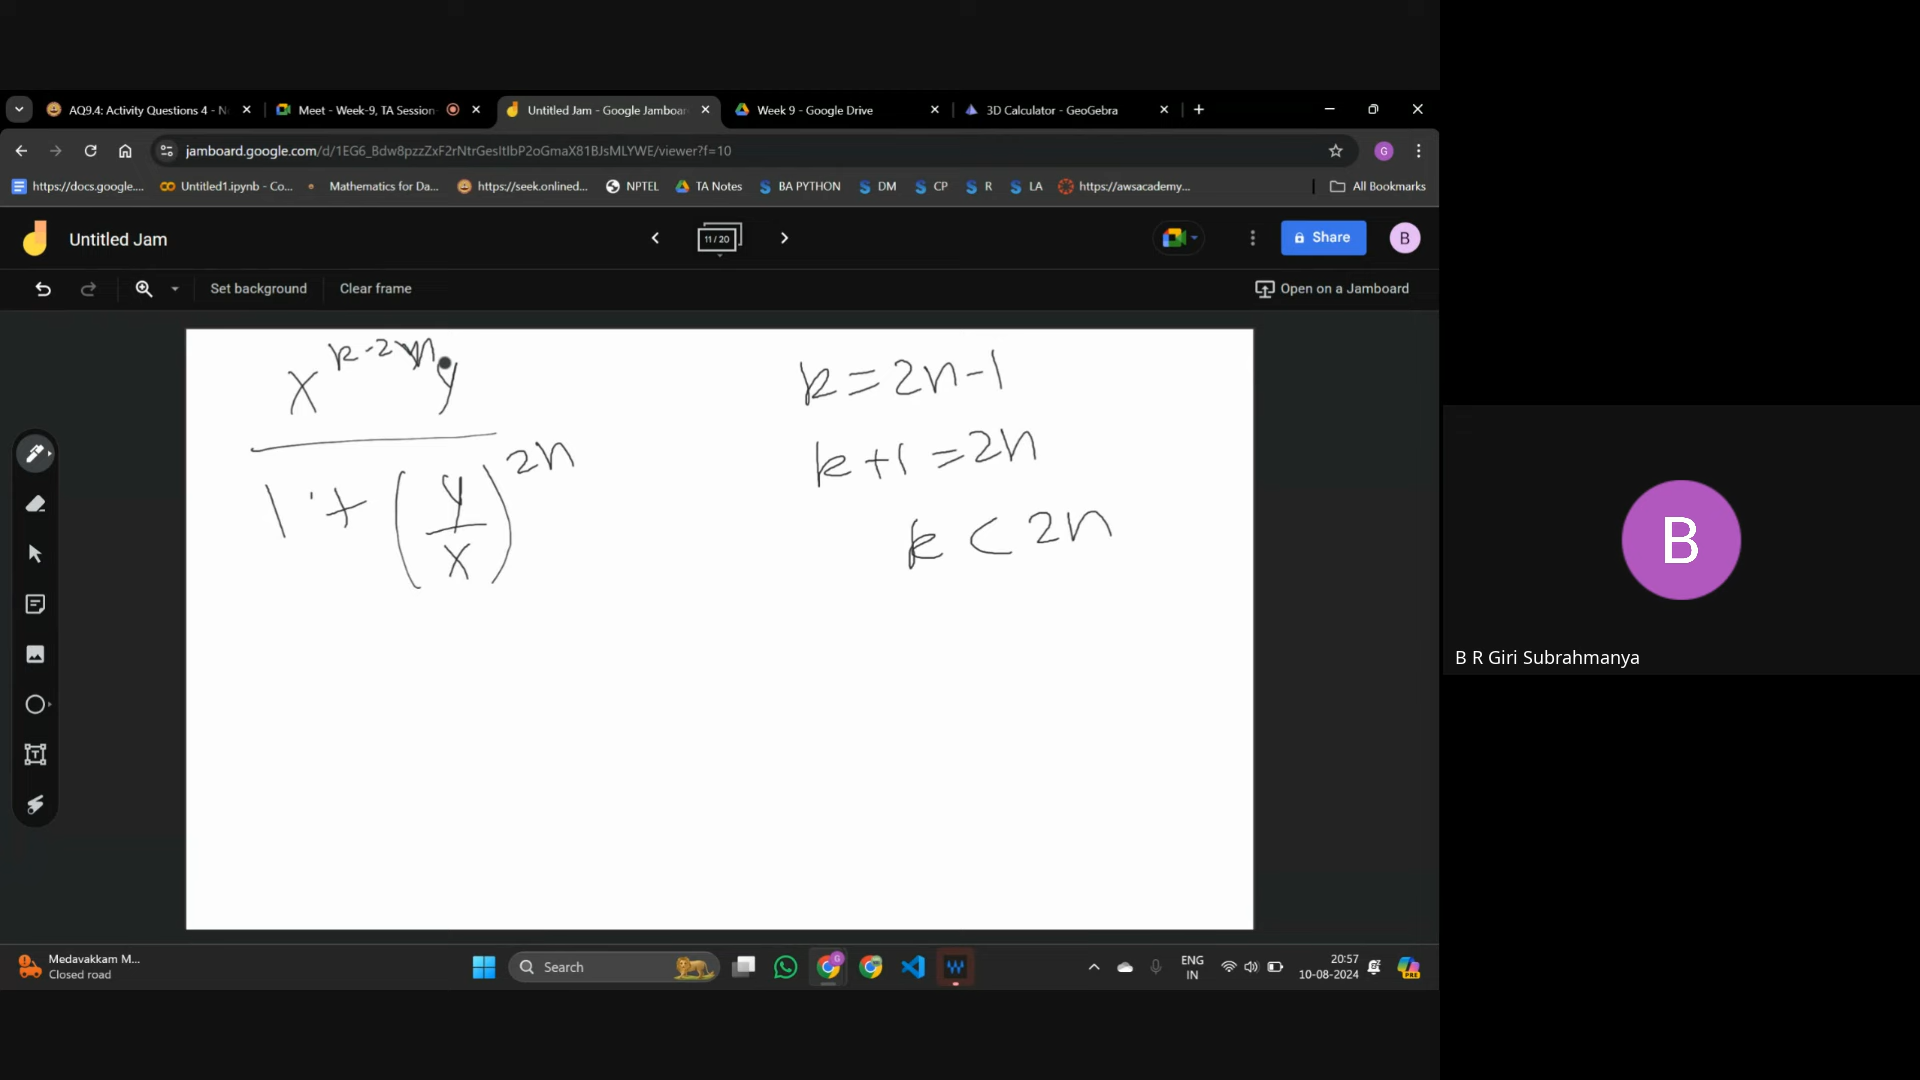 AQ9.4: Activity Questions 4 - N
Meet - Week-9, TA Session
Untitled Jam - Google Jamboar
Week 9 - Google Drive
3D Calculator - GeoGebra
jamboard.google.com/d/1EG6_Bdw8pzzZxF2rNtrGesItIbP2oGmaX81BJsMLYWE/viewer?f=10
G
https://docs.google....
Untitled1.ipynb - Co...
Mathematics for Da...
https://seek.onlined...
NPTEL
TA Notes
BA PYTHON
DM
CP
R
LA
https://awsacademy...
All Bookmarks
Untitled Jam
11 / 20
Share
B
Set background
Clear frame
Open on a Jamboard
x^{k-2n} y
1 + (y/x)^{2n}
k = 2n-1
k+1 = 2n
k < 2n
B
B R Giri Subrahmanya
Medavakkam M...
Closed road
Search
ENG
IN
20:57
10-08-2024